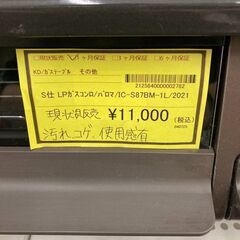 現状販売 1ヶ月保証 3ヶ月保証 6ヶ月保証
KD/ガステーブル その他
2125640000002782
S仕 LPガスコンロ/パロマ/IC-S87BM-1L/2021
現状販売 ¥11,000 (税込)
汚れ、コゲ、使用感有